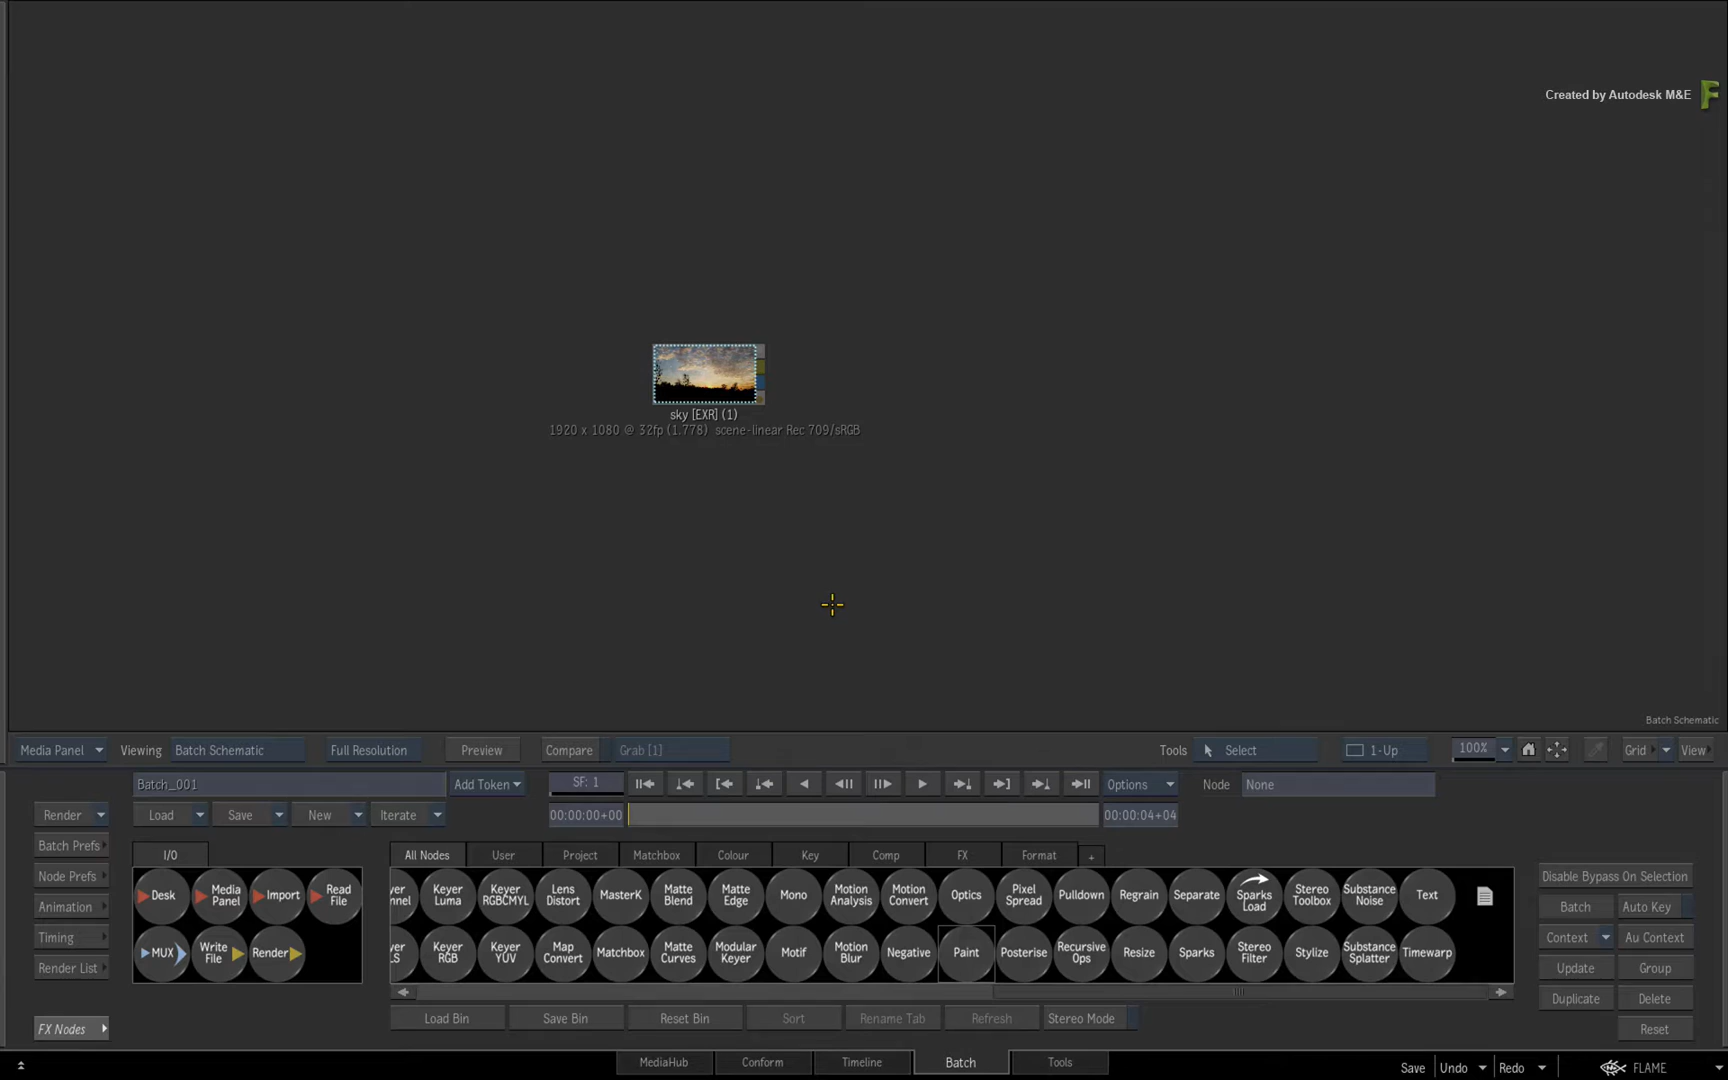 Created by Autodesk M&E
sky [EXR] (1)
1920 x 1080 @ 32fp (1.778) scene-linear Rec 709/sRGB
Batch Schematic
Media Panel Viewing Batch Schematic Full Resolution Preview Compare Grab [1] Tools Select 1-Up 100% Grid View
Batch_001 Add Token SF: 1 Options Node None
Render Load Save New Iterate 00:00:00+00 00:00:04+04
Batch Prefs I/O All Nodes User Project Matchbox Colour Key Comp FX Format +
Node Prefs Disable Bypass On Selection
Desk Media Panel Import Read File Keyer Luma Keyer RGBCMYL Lens Distort MasterK Matte Blend Matte Edge Mono Motion Analysis Motion Convert Optics Pixel Spread Pulldown Regrain Separate Sparks Load Stereo Toolbox Substance Noise Text
Animation Batch Auto Key
Timing Context Au Context
MUX Write File Render Keyer RGB Keyer YUV Map Convert Matchbox Matte Curves Modular Keyer Motif Motion Blur Negative Paint Posterise Recursive Ops Resize Sparks Stereo Filter Stylize Substance Splatter Timewarp
Render List Update Group
Duplicate Delete
FX Nodes Load Bin Save Bin Reset Bin Sort Rename Tab Refresh Stereo Mode Reset
MediaHub Conform Timeline Batch Tools Save Undo Redo FLAME